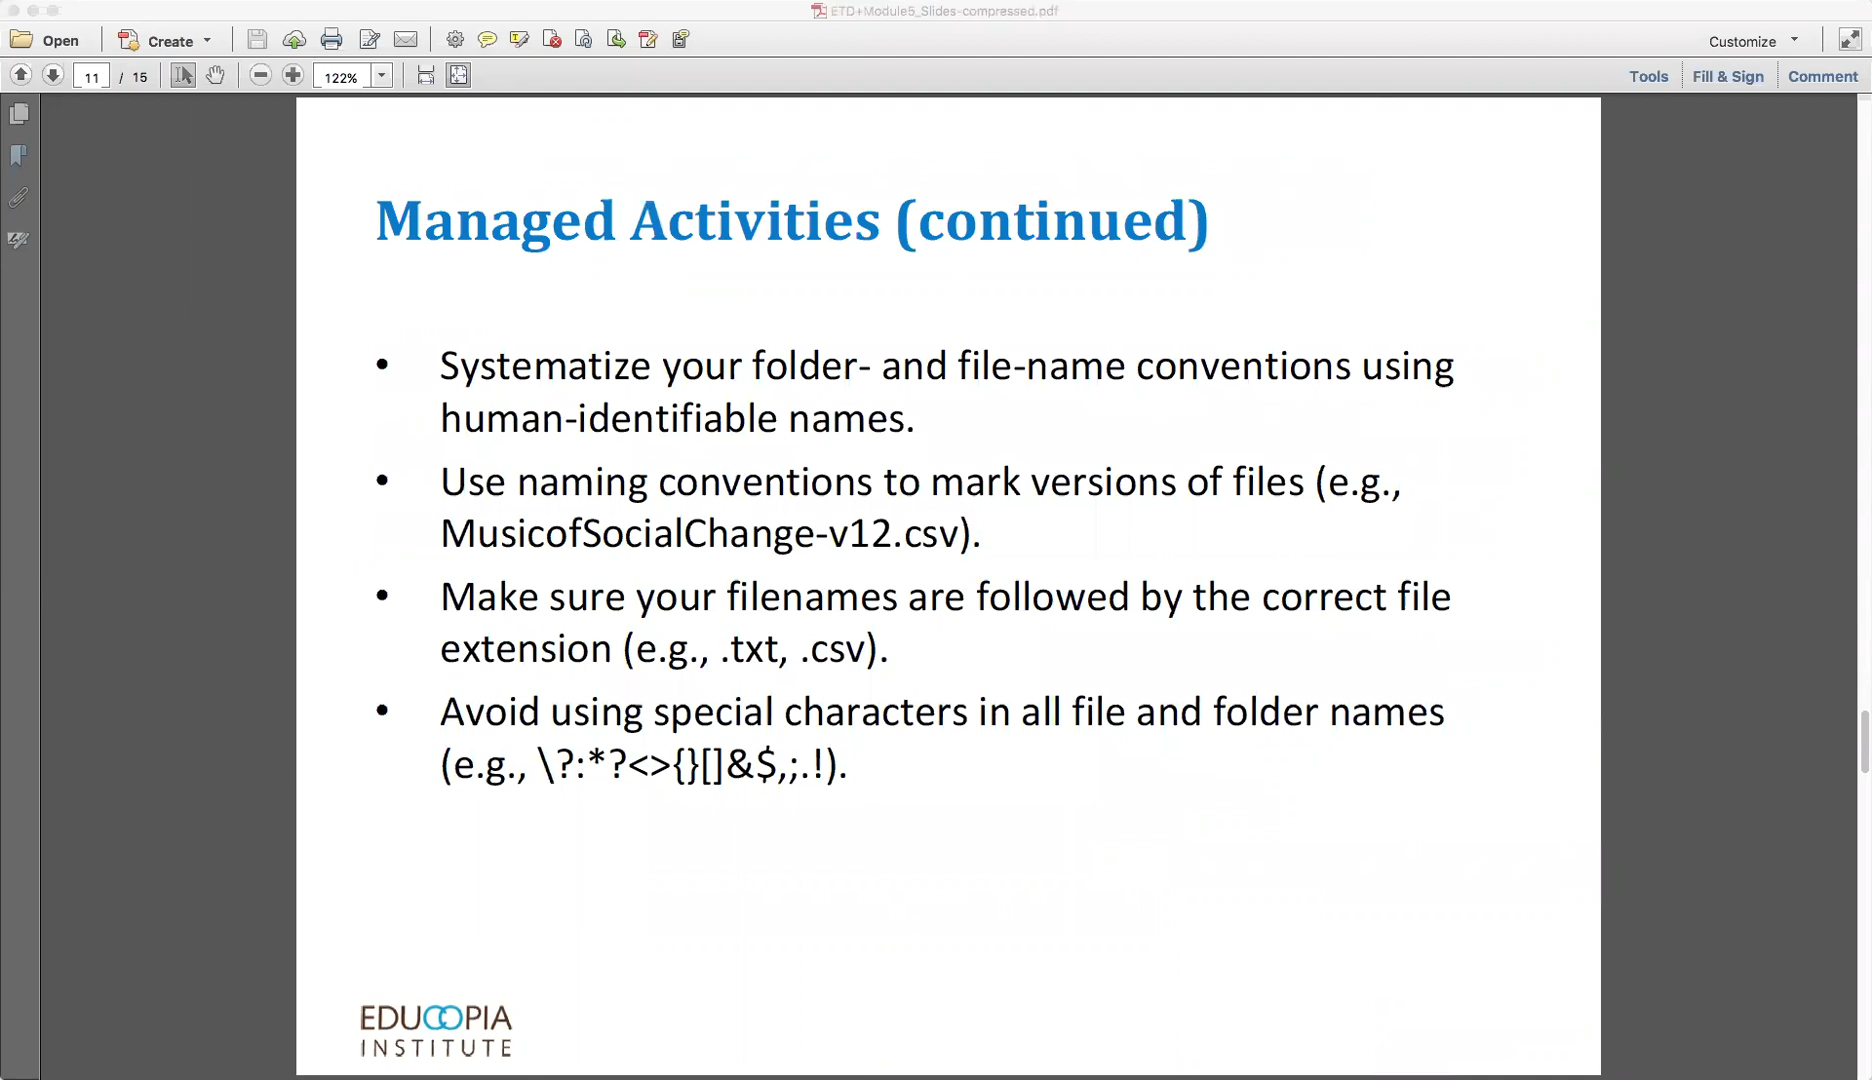 ETD+Module5_Slides-compressed.pdf
Open Create Customize
11 / 15 122% Tools Fill & Sign Comment
Managed Activities (continued)
• Systematize your folder- and file-name conventions using
human-identifiable names.
• Use naming conventions to mark versions of files (e.g.,
MusicofSocialChange-v12.csv).
• Make sure your filenames are followed by the correct file
extension (e.g., .txt, .csv).
• Avoid using special characters in all file and folder names
(e.g., \?:*?<>{}[]&$,;.!).
EDUCOPIA
INSTITUTE